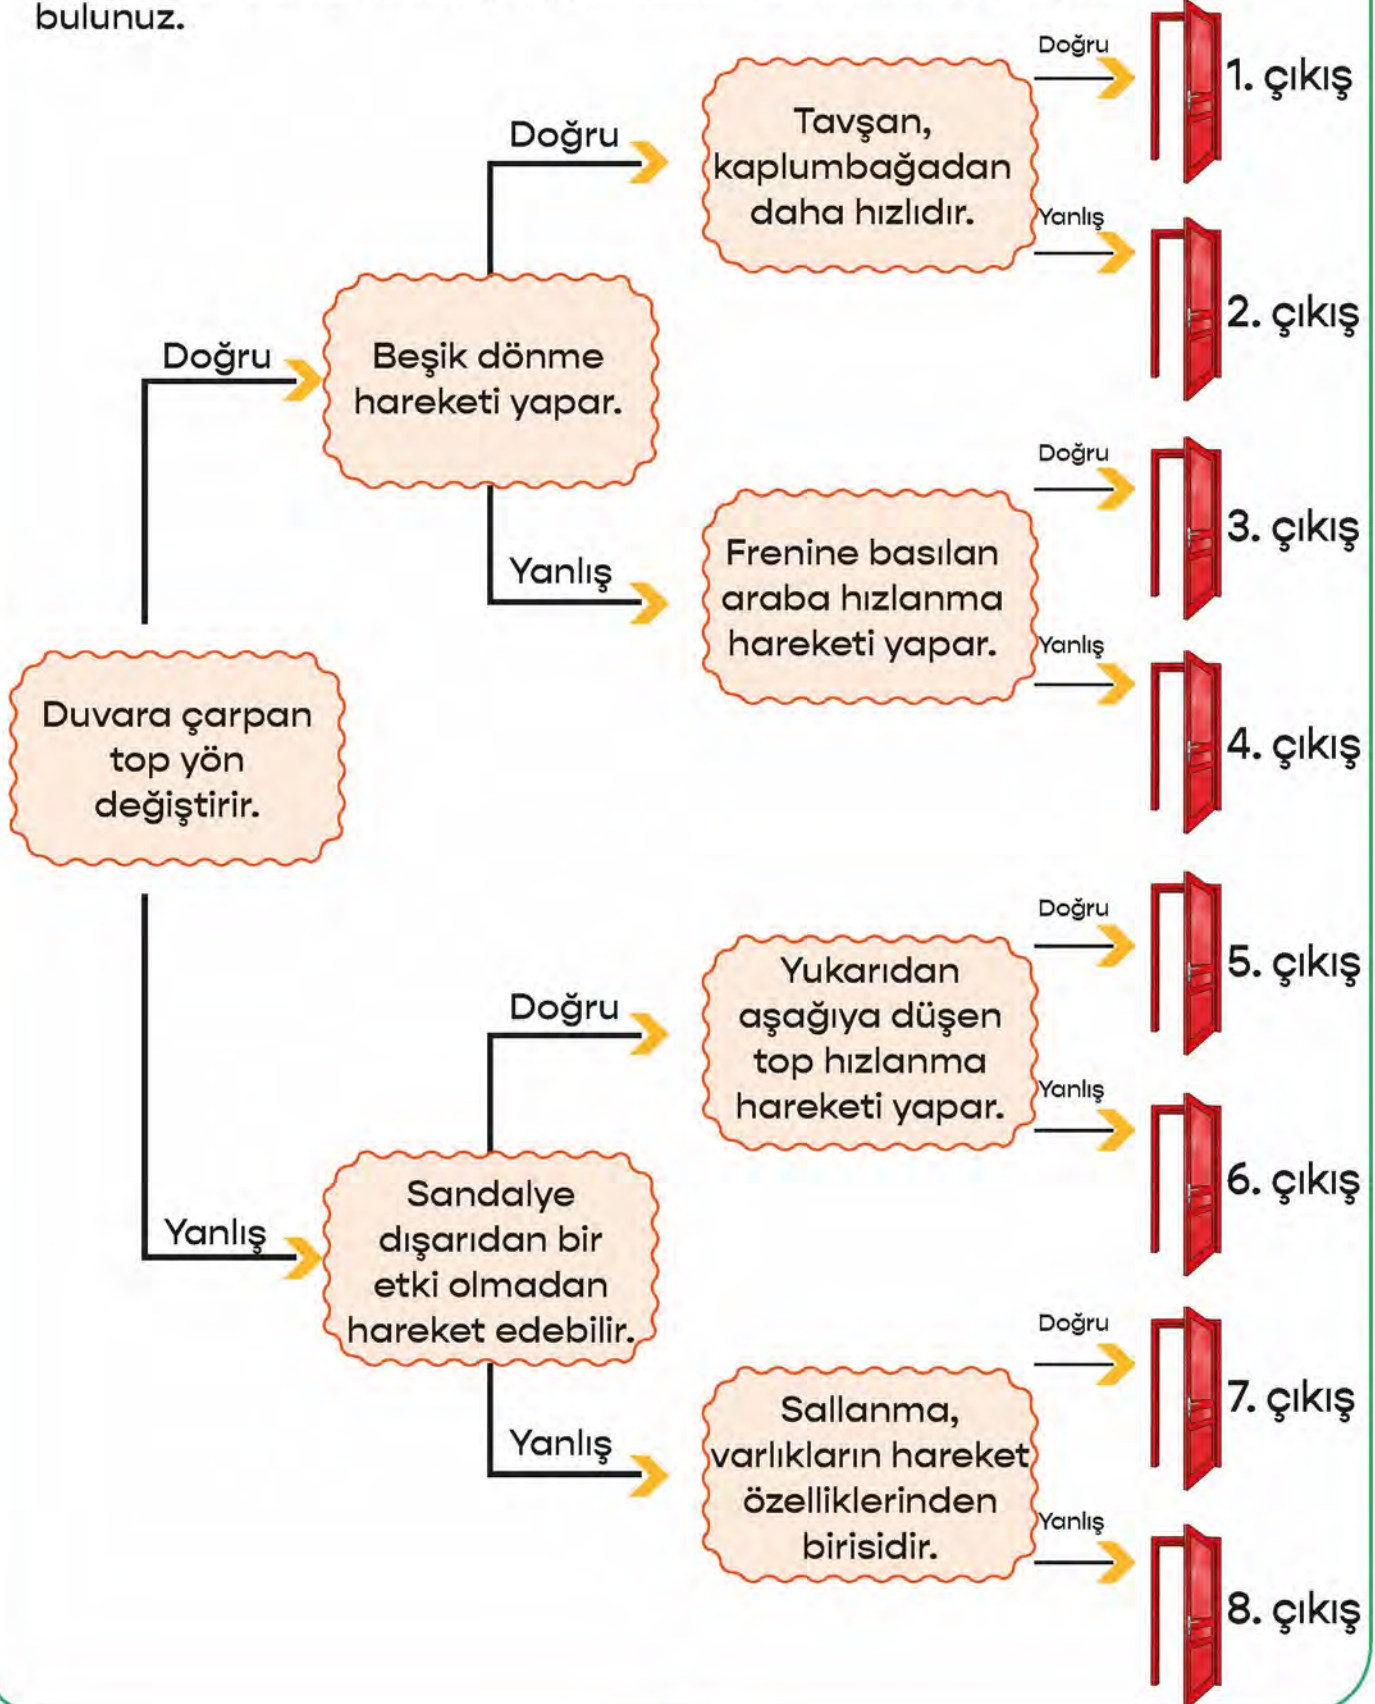 bulunuz.
Duvara çarpan
top yön
değiştirir.
Doğru
Beşik dönme
hareketi yapar.
Doğru
Tavşan,
kaplumbağadan
daha hızlıdır.
Doğru
1. çıkış
Yanlış
2. çıkış
Yanlış
Frenine basılan
araba hızlanma
hareketi yapar.
Doğru
3. çıkış
Yanlış
4. çıkış
Yanlış
Sandalye
dışarıdan bir
etki olmadan
hareket edebilir.
Doğru
Yukarıdan
aşağıya düşen
top hızlanma
hareketi yapar.
Doğru
5. çıkış
Yanlış
6. çıkış
Yanlış
Sallanma,
varlıkların hareket
özelliklerinden
birisidir.
Doğru
7. çıkış
Yanlış
8. çıkış